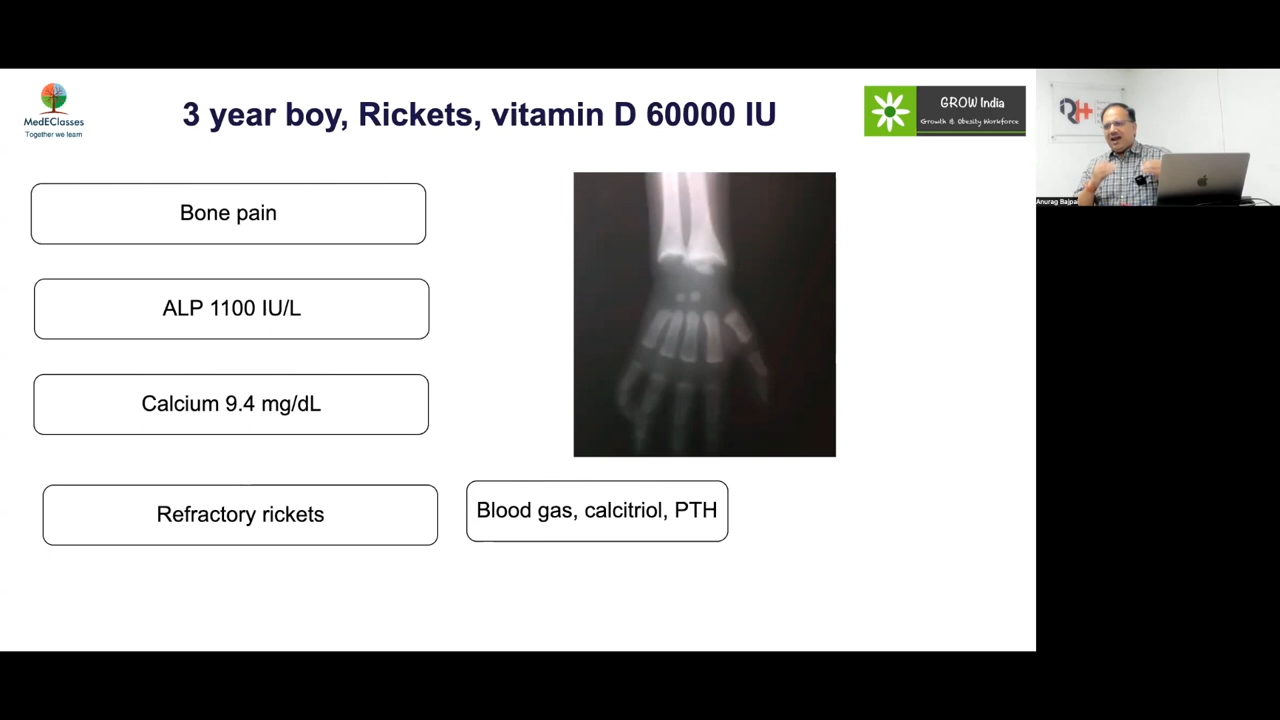 MedEClasses
Together we learn
3 year boy, Rickets, vitamin D 60000 IU
GROW India
Growth & Obesity Workforce
Bone pain
ALP 1100 IU/L
Calcium 9.4 mg/dL
Refractory rickets
Blood gas, calcitriol, PTH
Anurag Bajpai